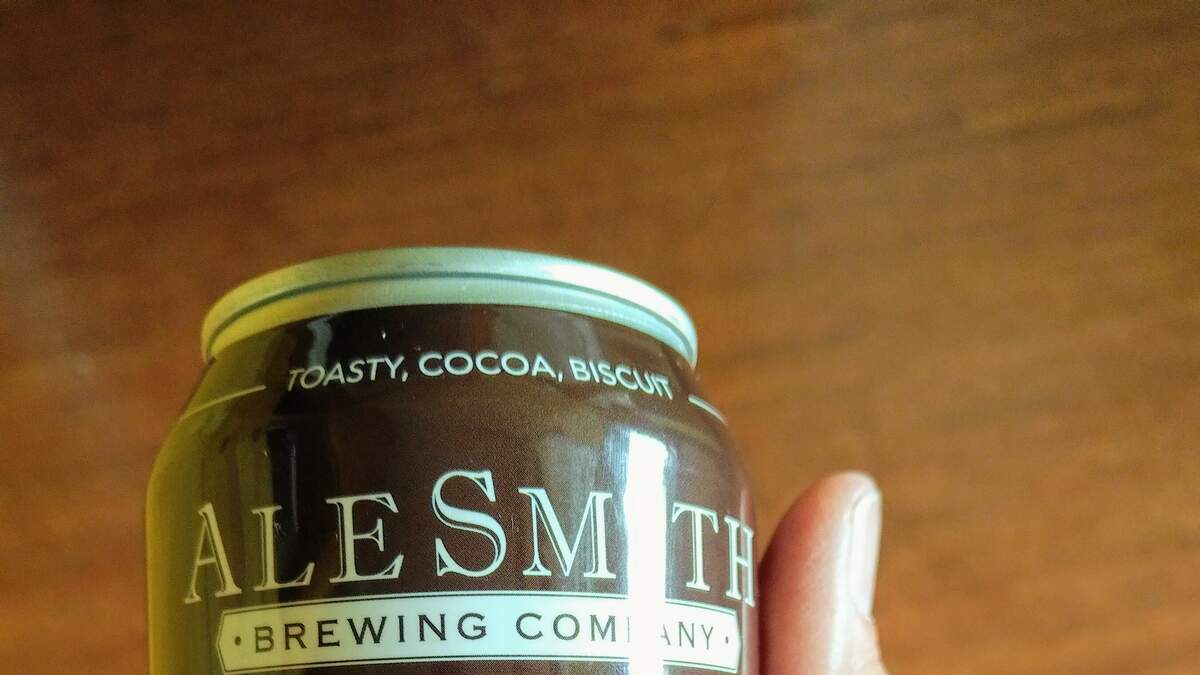 TOASTY, COCOA, BISCUIT
ALESMITH
· BREWING COMPANY ·